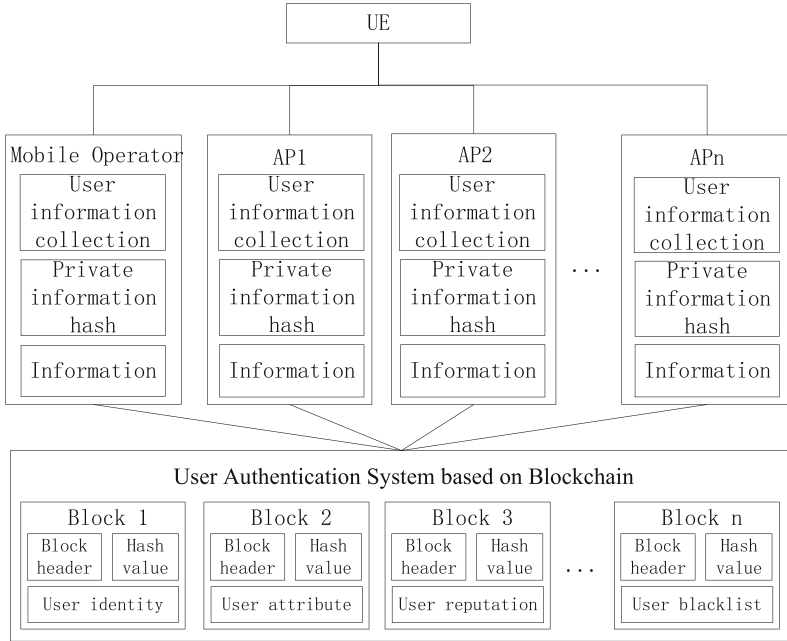 UE
Mobile Operator
User
information
collection
Private
information
hash
Information
AP1
User
information
collection
Private
information
hash
Information
AP2
User
information
collection
Private
information
hash
Information
...
APn
User
information
collection
Private
information
hash
Information
User Authentication System based on Blockchain
Block 1
Block
header
Hash
value
User identity
Block 2
Block
header
Hash
value
User attribute
Block 3
Block
header
Hash
value
User reputation
...
Block n
Block
header
Hash
value
User blacklist